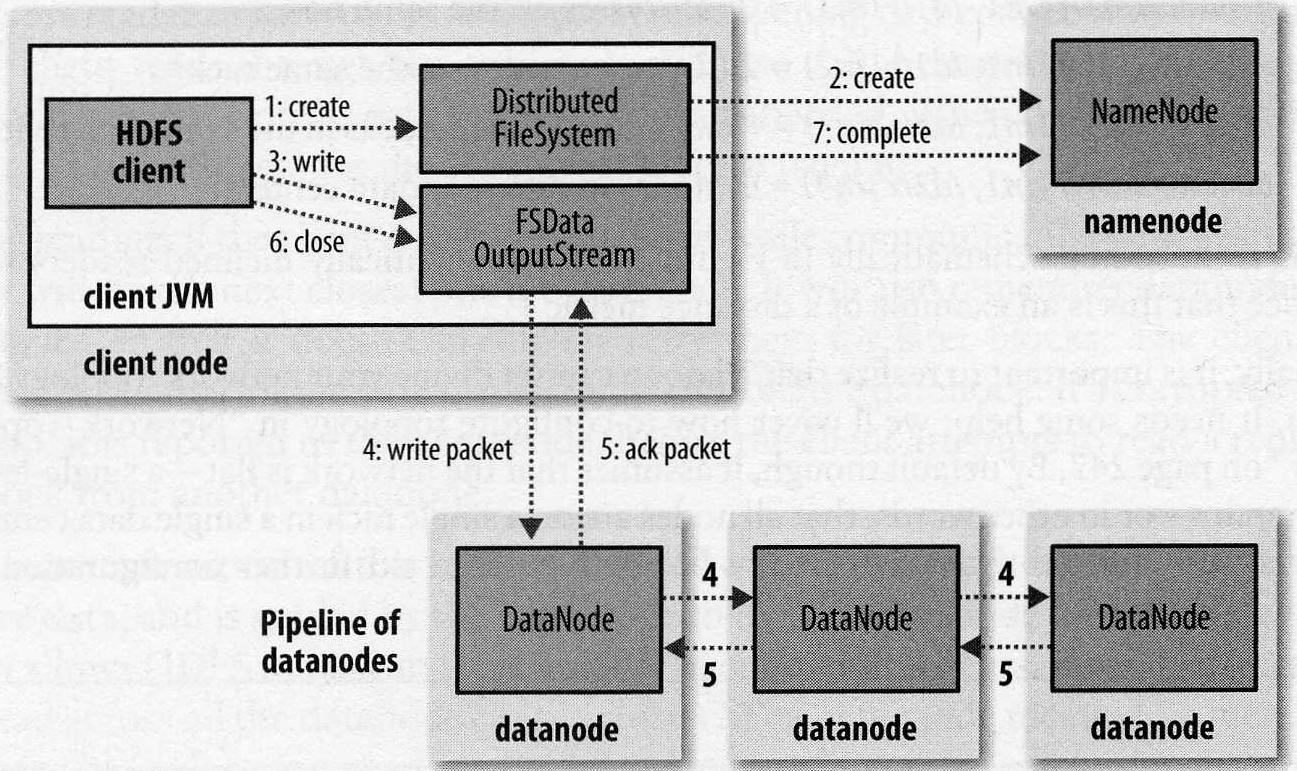 HDFS
client
1: create
3: write
6: close
Distributed
FileSystem
FSData
OutputStream
client JVM
client node
2: create
7: complete
NameNode
namenode
4: write packet
5: ack packet
Pipeline of
datanodes
DataNode
datanode
4
5
DataNode
datanode
4
5
DataNode
datanode